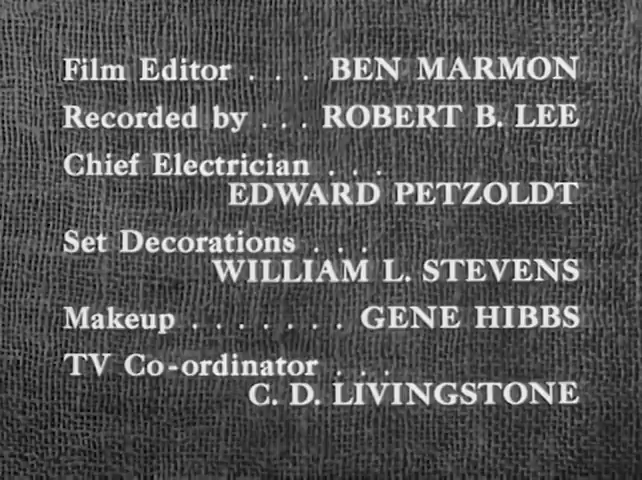 Film Editor . . . BEN MARMON
Recorded by . . . ROBERT B. LEE
Chief Electrician . . .
EDWARD PETZOLDT
Set Decorations . . .
WILLIAM L. STEVENS
Makeup . . . . . . . GENE HIBBS
TV Co-ordinator . . .
C. D. LIVINGSTONE